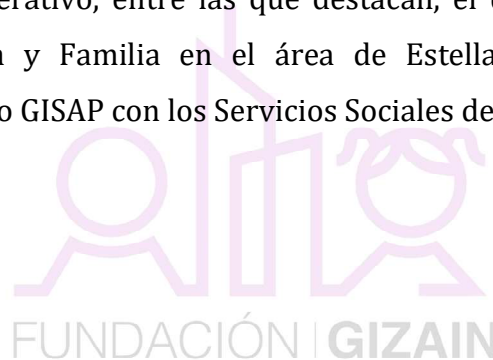 erativo, entre las que destacan, el
y Familia en el área de Estella
GISAP con los Servicios Sociales de
FUNDACIÓN | GIZAIN